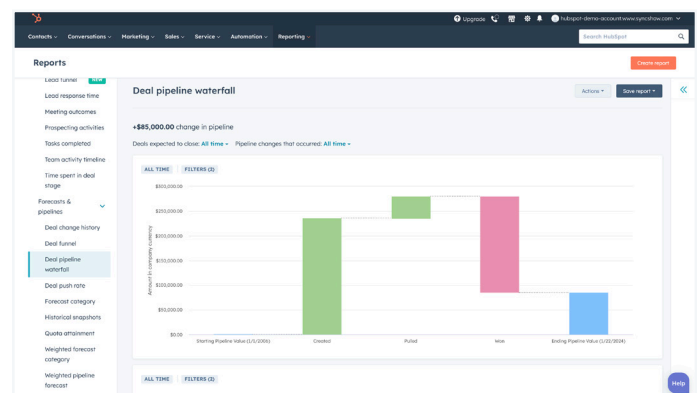 Upgrade
hubspot-demo-account.www.syncshow.com
Contacts Conversations Marketing Sales Service Automation Reporting
Search HubSpot
Reports
Create report
Lead funnel NEW
Lead response time
Meeting outcomes
Prospecting activities
Tasks completed
Team activity timeline
Time spent in deal
stage
Forecasts &
pipelines
Deal change history
Deal funnel
Deal pipeline
waterfall
Deal push rate
Forecast category
Historical snapshots
Quota attainment
Weighted forecast
category
Weighted pipeline
forecast
Deal pipeline waterfall
Actions
Save report
+$85,000.00 change in pipeline
Deals expected to close: All time Pipeline changes that occurred: All time
ALL TIME FILTERS (2)
Amount in company currency
$300,000.00
$250,000.00
$200,000.00
$150,000.00
$100,000.00
$50,000.00
$0.00
Starting Pipeline Value (1/1/2006)
Created
Pulled
Won
Ending Pipeline Value (1/22/2024)
ALL TIME FILTERS (2)
Help